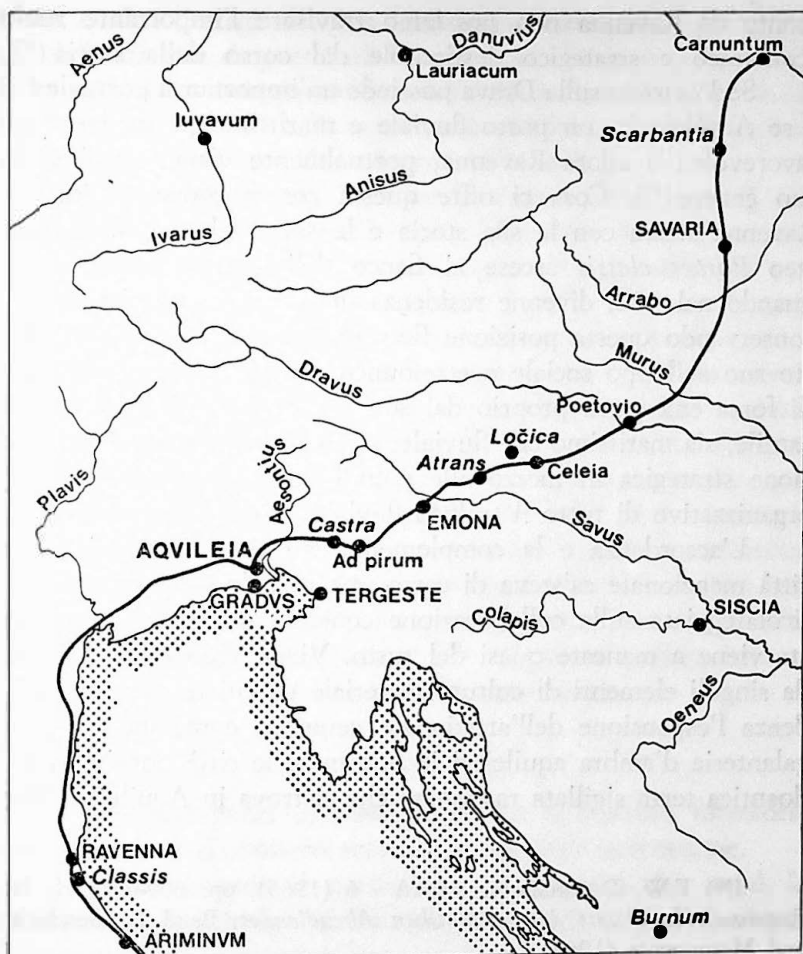 Danuvius
Carnuntum
Aenus
Lauriacum
Iuvavum
Scarbantia
Anisus
Ivarus
SAVARIA
Arrabo
Murus
Dravus
Poetovio
Ločica
Aesontius
Atrans
Celeia
Plavis
Castra
EMONA
AQVILEIA
Ad pirum
Savus
GRADVS
TERGESTE
Colapis
SISCIA
Oeneus
RAVENNA
Classis
ARIMINVM
Burnum